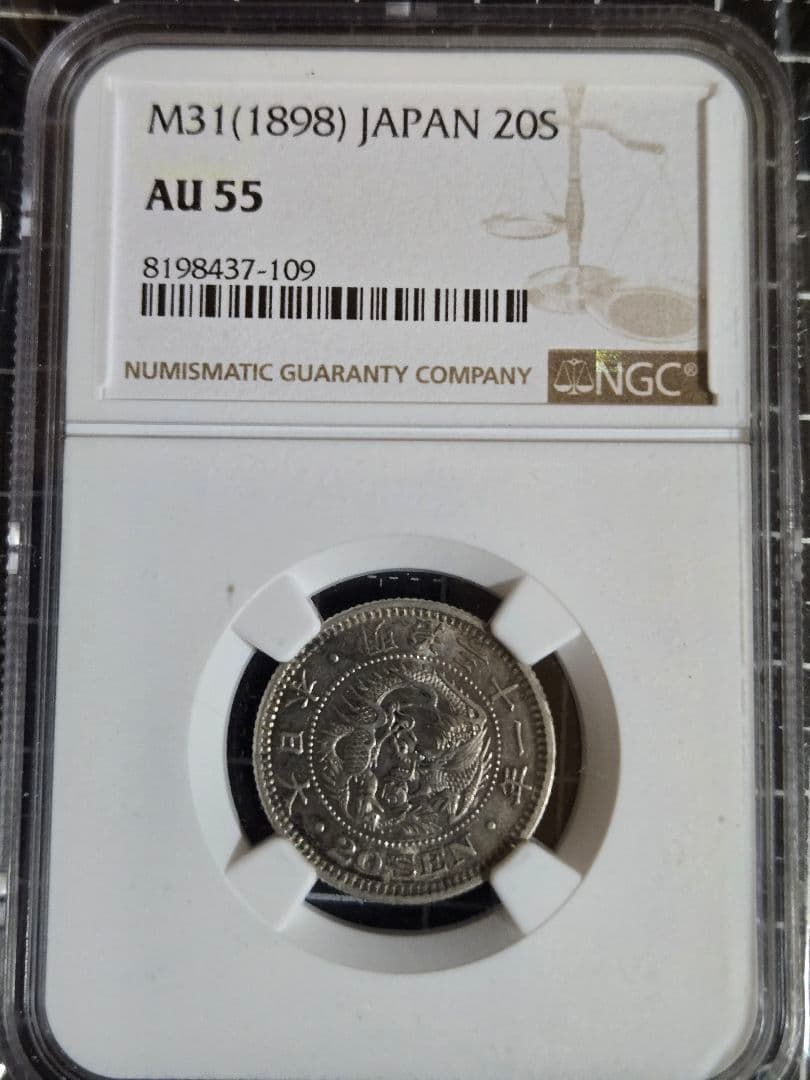 M31(1898) JAPAN 20S
AU 55
8198437-109
NUMISMATIC GUARANTY COMPANY
NGC®
大日本・明治三十一年・20 SEN・